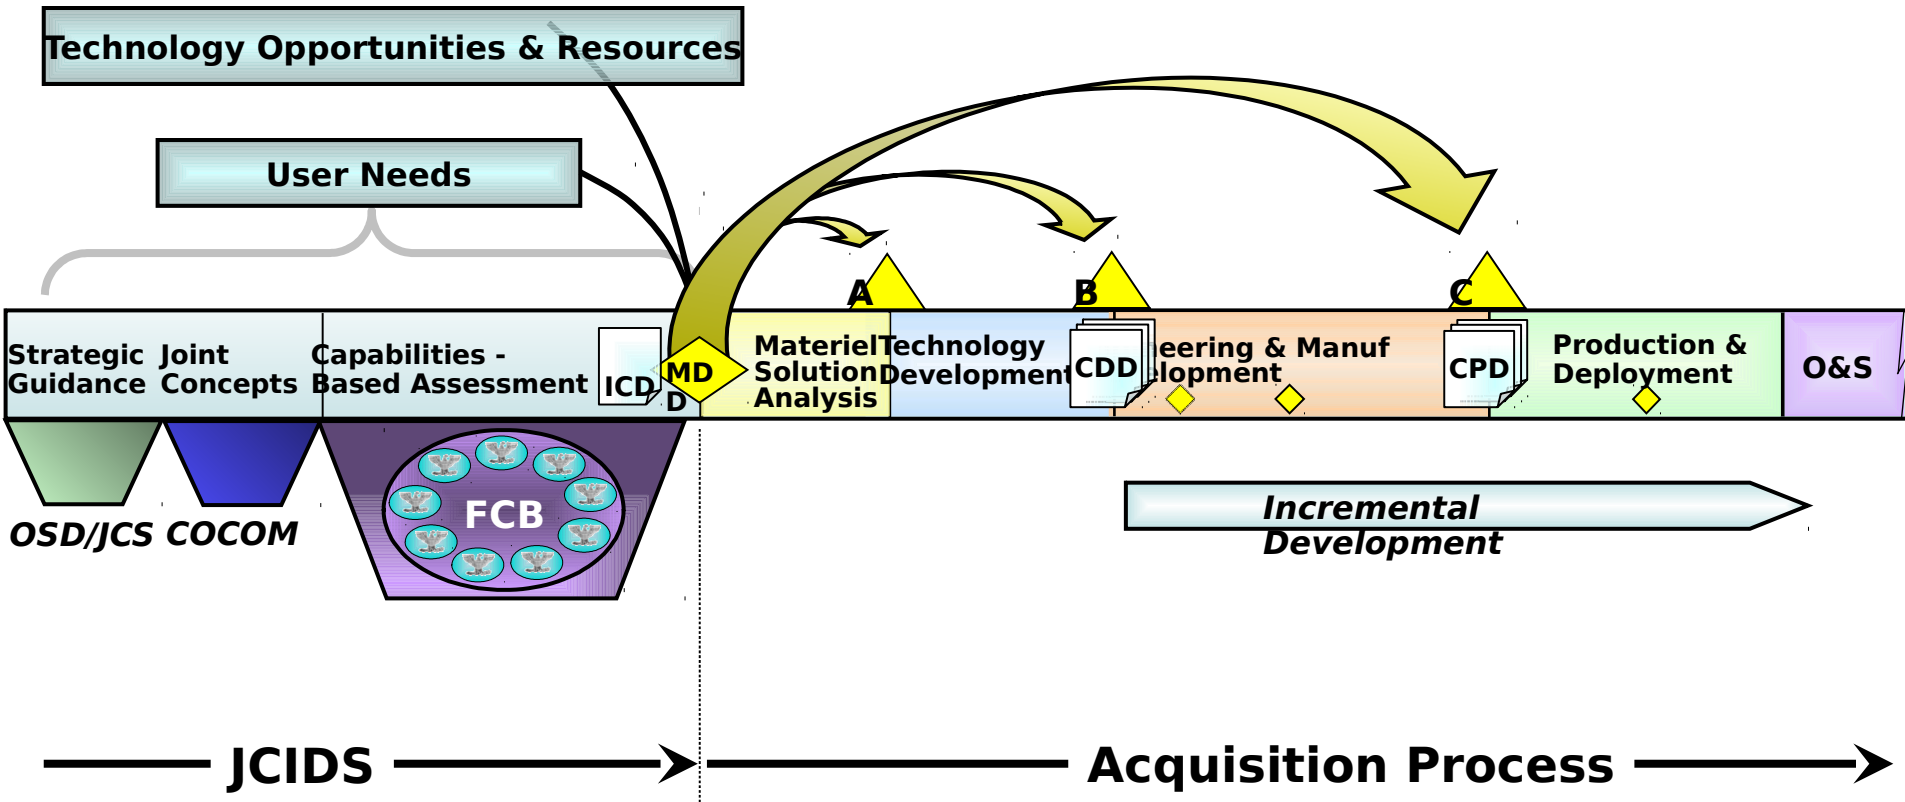 Technology Opportunities & Resources
User Needs
A
B
C
Strategic
Guidance
Joint
Concepts
Capabilities -
Based Assessment
ICD
MD
D
Materiel
Solution
Analysis
Technology
Development
CDD
neering & Manuf
elopment
CPD
Production &
Deployment
O&S
OSD/JCS
COCOM
FCB
Incremental
Development
JCIDS
Acquisition Process